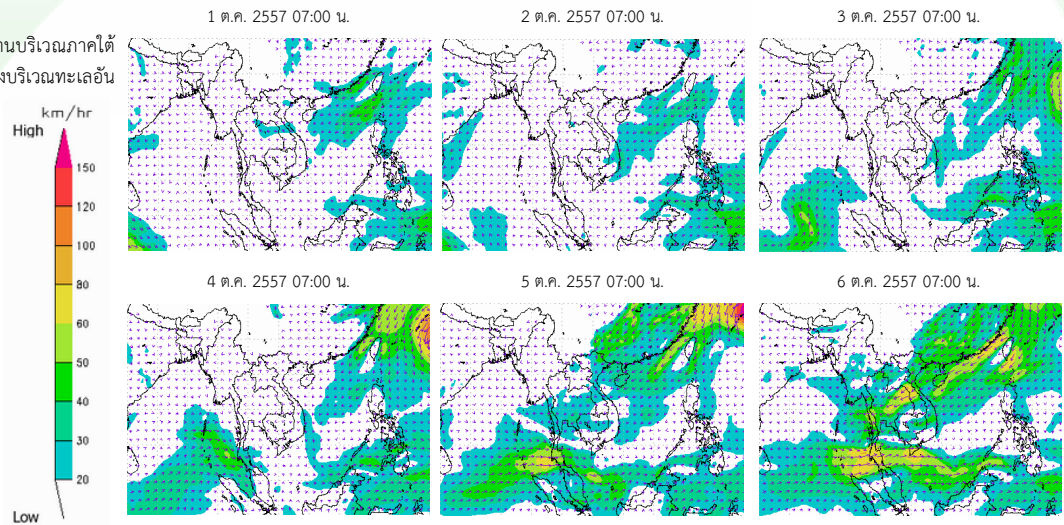 1 ต.ค. 2557 07:00 น.
2 ต.ค. 2557 07:00 น.
3 ต.ค. 2557 07:00 น.
านบริเวณภาคใต้
งบริเวณทะเลอัน
km/hr
High
150
120
100
80
60
50
40
30
20
Low
4 ต.ค. 2557 07:00 น.
5 ต.ค. 2557 07:00 น.
6 ต.ค. 2557 07:00 น.